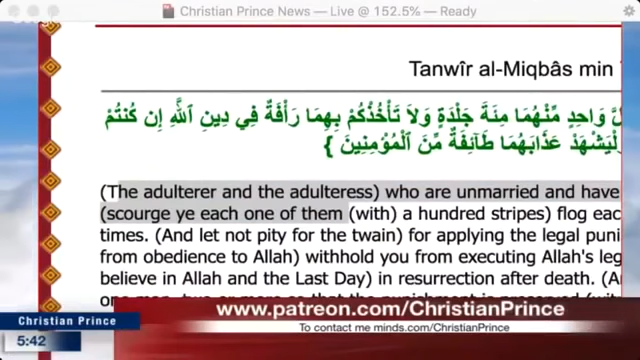 Christian Prince News — Live @ 152.5% — Ready
Tanwîr al-Miqbâs min
وَاحِدٍ مِّنْهُمَا مِئَةَ جَلْدَةٍ وَلاَ تَأْخُذْكُمْ بِهِمَا رَأْفَةٌ فِي دِينِ ٱللَّهِ إِن كُنتُمْ
لْيَشْهَدْ عَذَابَهُمَا طَآئِفَةٌ مِّنَ ٱلْمُؤْمِنِينَ }
(The adulterer and the adulteress) who are unmarried and have
(scourge ye each one of them (with) a hundred stripes) flog eac
times. (And let not pity for the twain) for applying the legal puni
from obedience to Allah) withhold you from executing Allah's leg
believe in Allah and the Last Day) in resurrection after death. (A
www.patreon.com/ChristianPrince
Christian Prince
To contact me minds.com/ChristianPrince
5:42